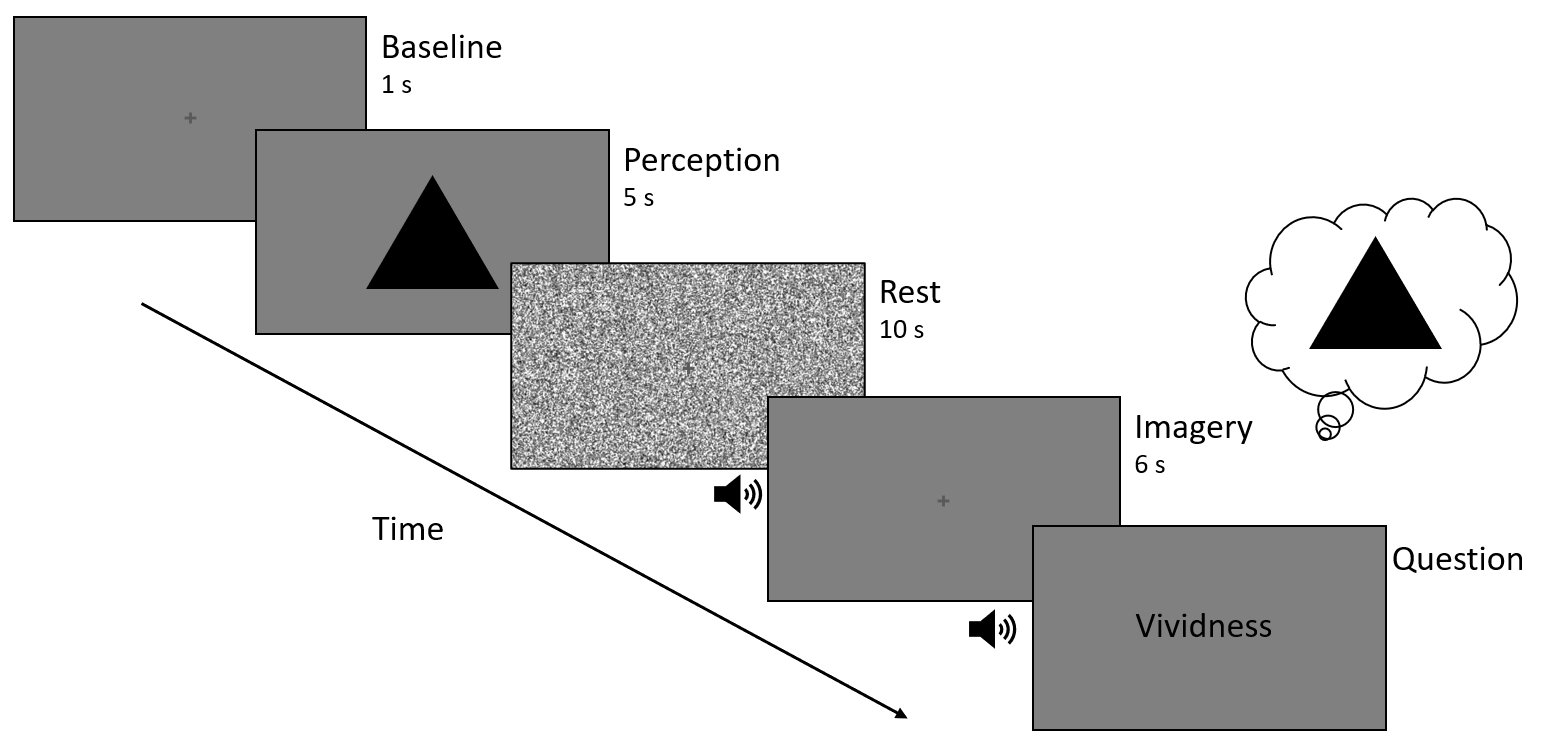 Baseline
1 s
Perception
5 s
Rest
10 s
Imagery
6 s
Time
Question
Vividness